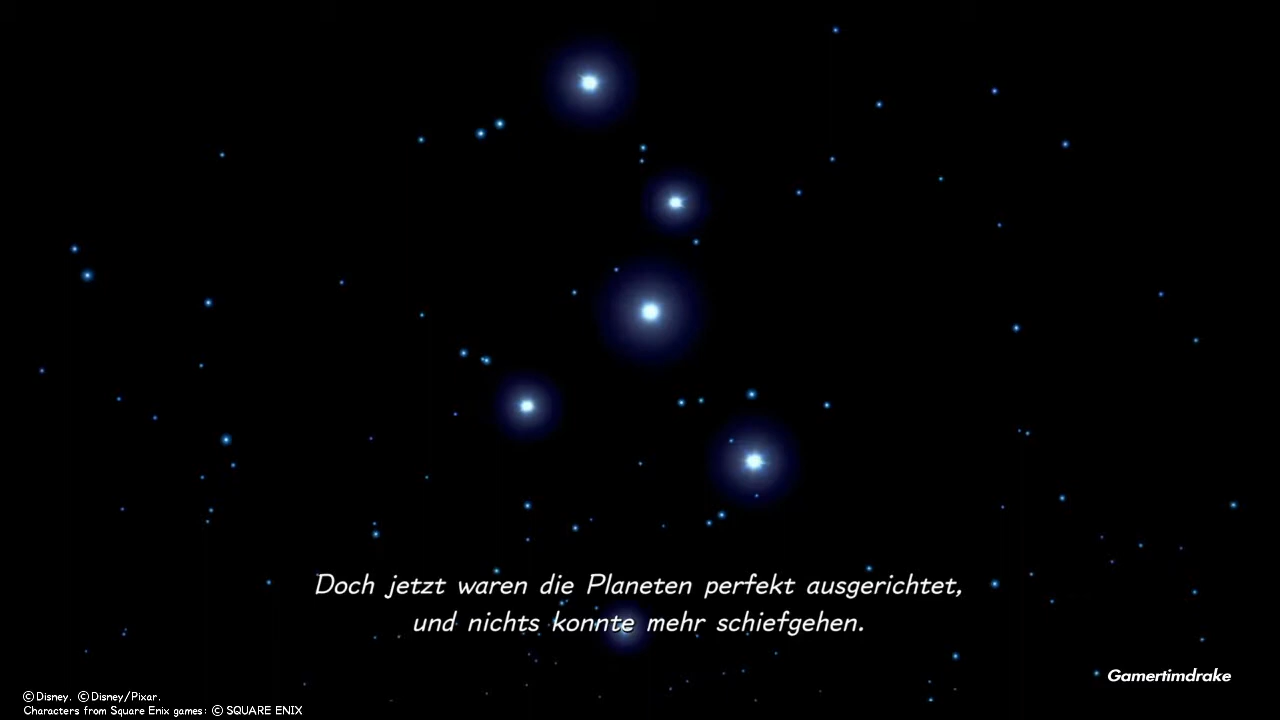 Doch jetzt waren die Planeten perfekt ausgerichtet,
und nichts konnte mehr schiefgehen.
Gamertimdrake
©Disney. ©Disney/Pixar.
Characters from Square Enix games: © SQUARE ENIX